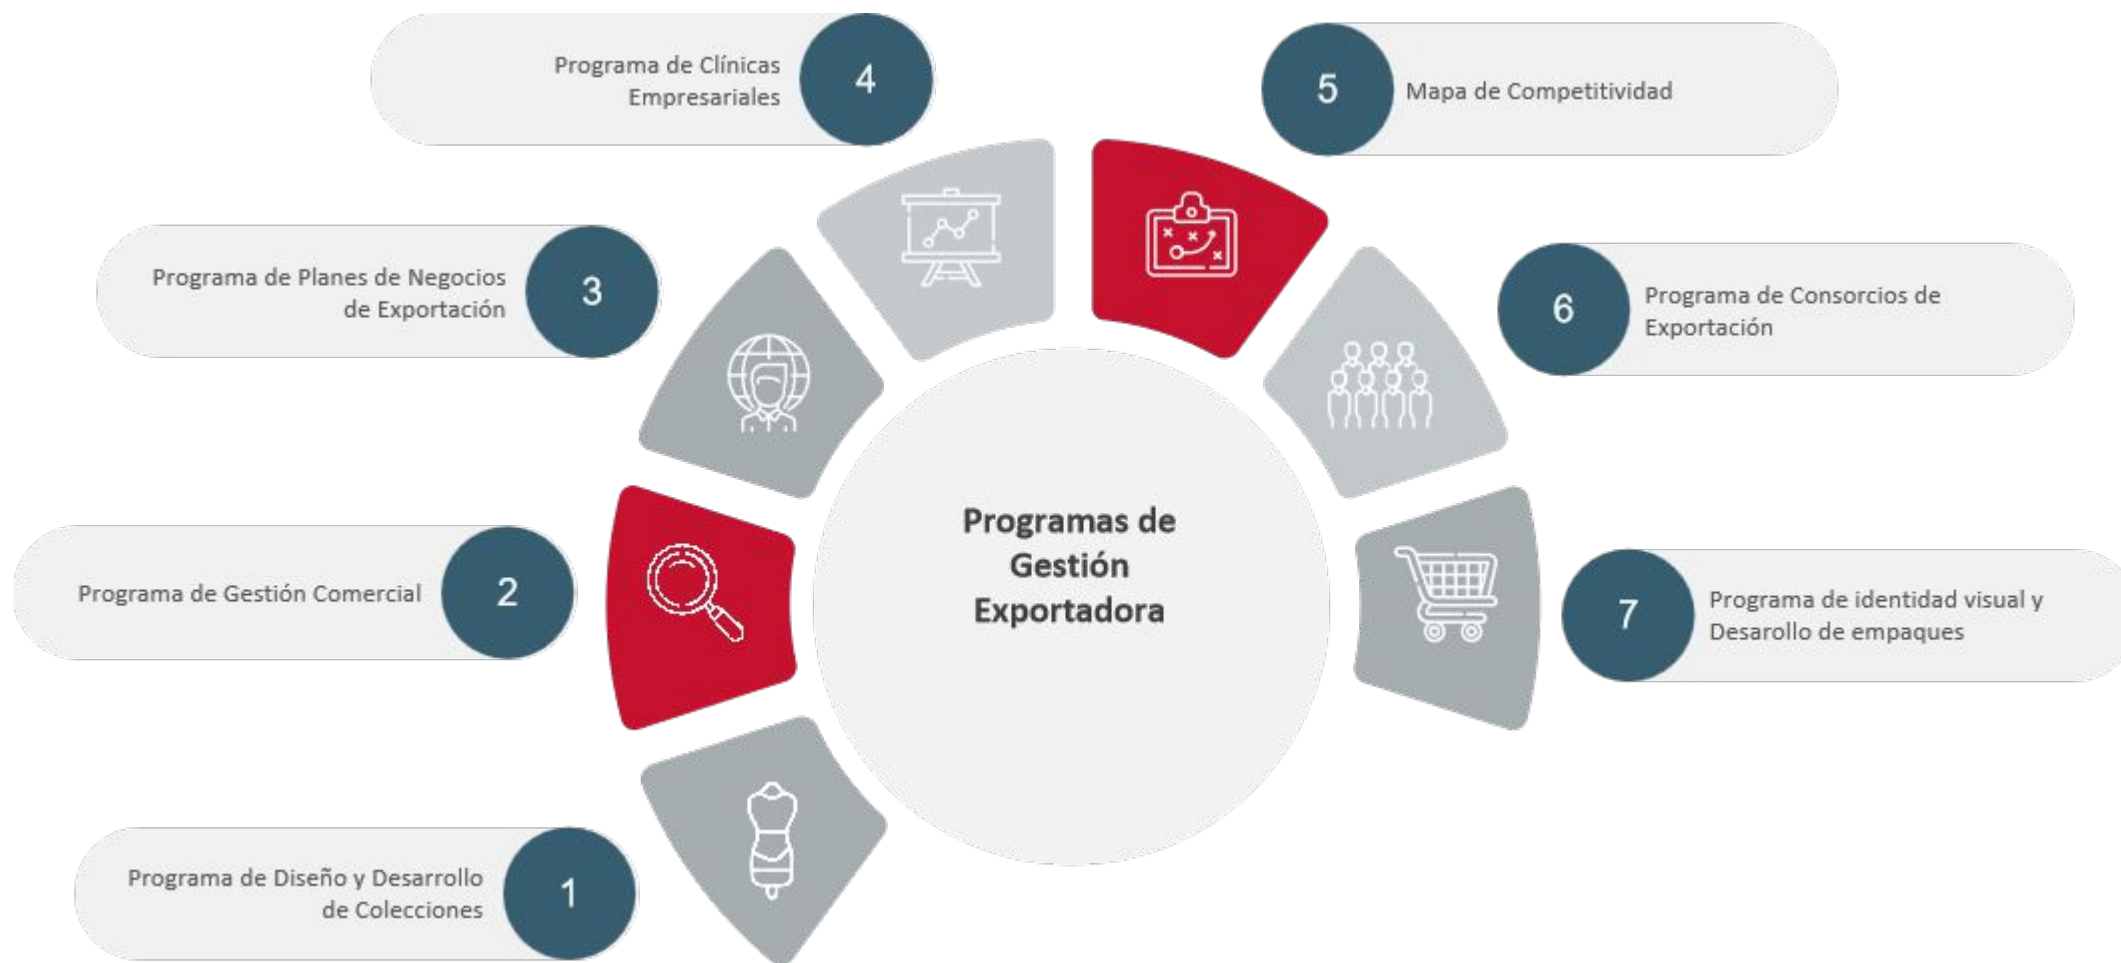 Programa de Clínicas
Empresariales
4
5
Mapa de Competitividad
Programa de Planes de Negocios
de Exportación
3
6
Programa de Consorcios de
Exportación
Programas de
Gestión
Exportadora
Programa de Gestión Comercial
2
7
Programa de identidad visual y
Desarollo de empaques
Programa de Diseño y Desarrollo
de Colecciones
1